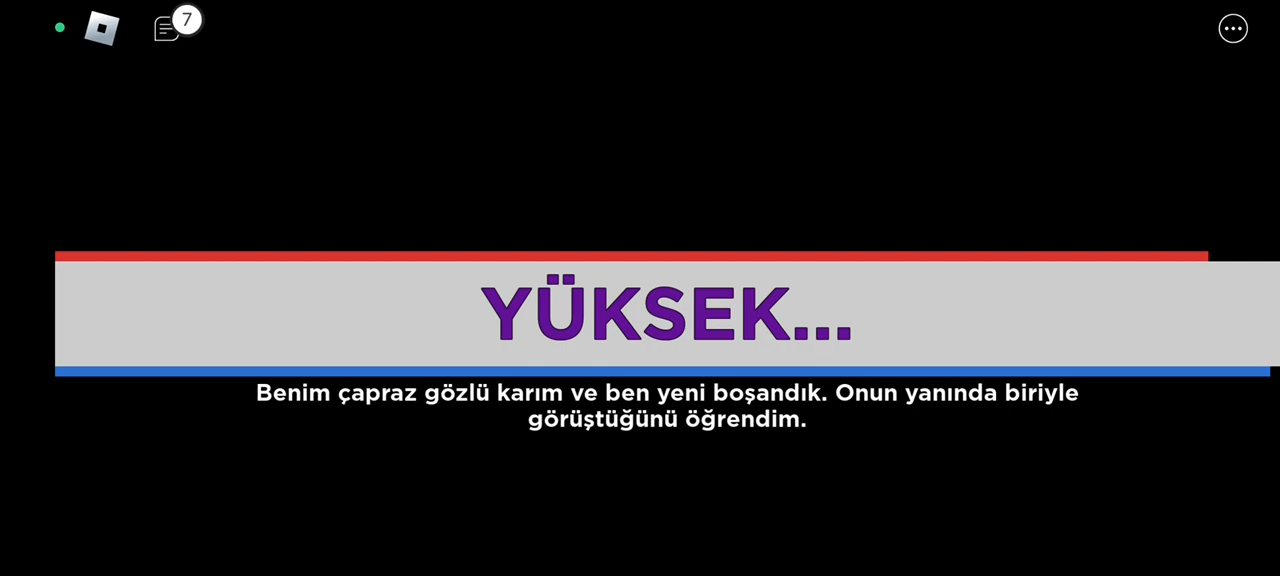 7
YÜKSEK...
Benim çapraz gözlü karım ve ben yeni boşandık. Onun yanında biriyle
görüştüğünü öğrendim.